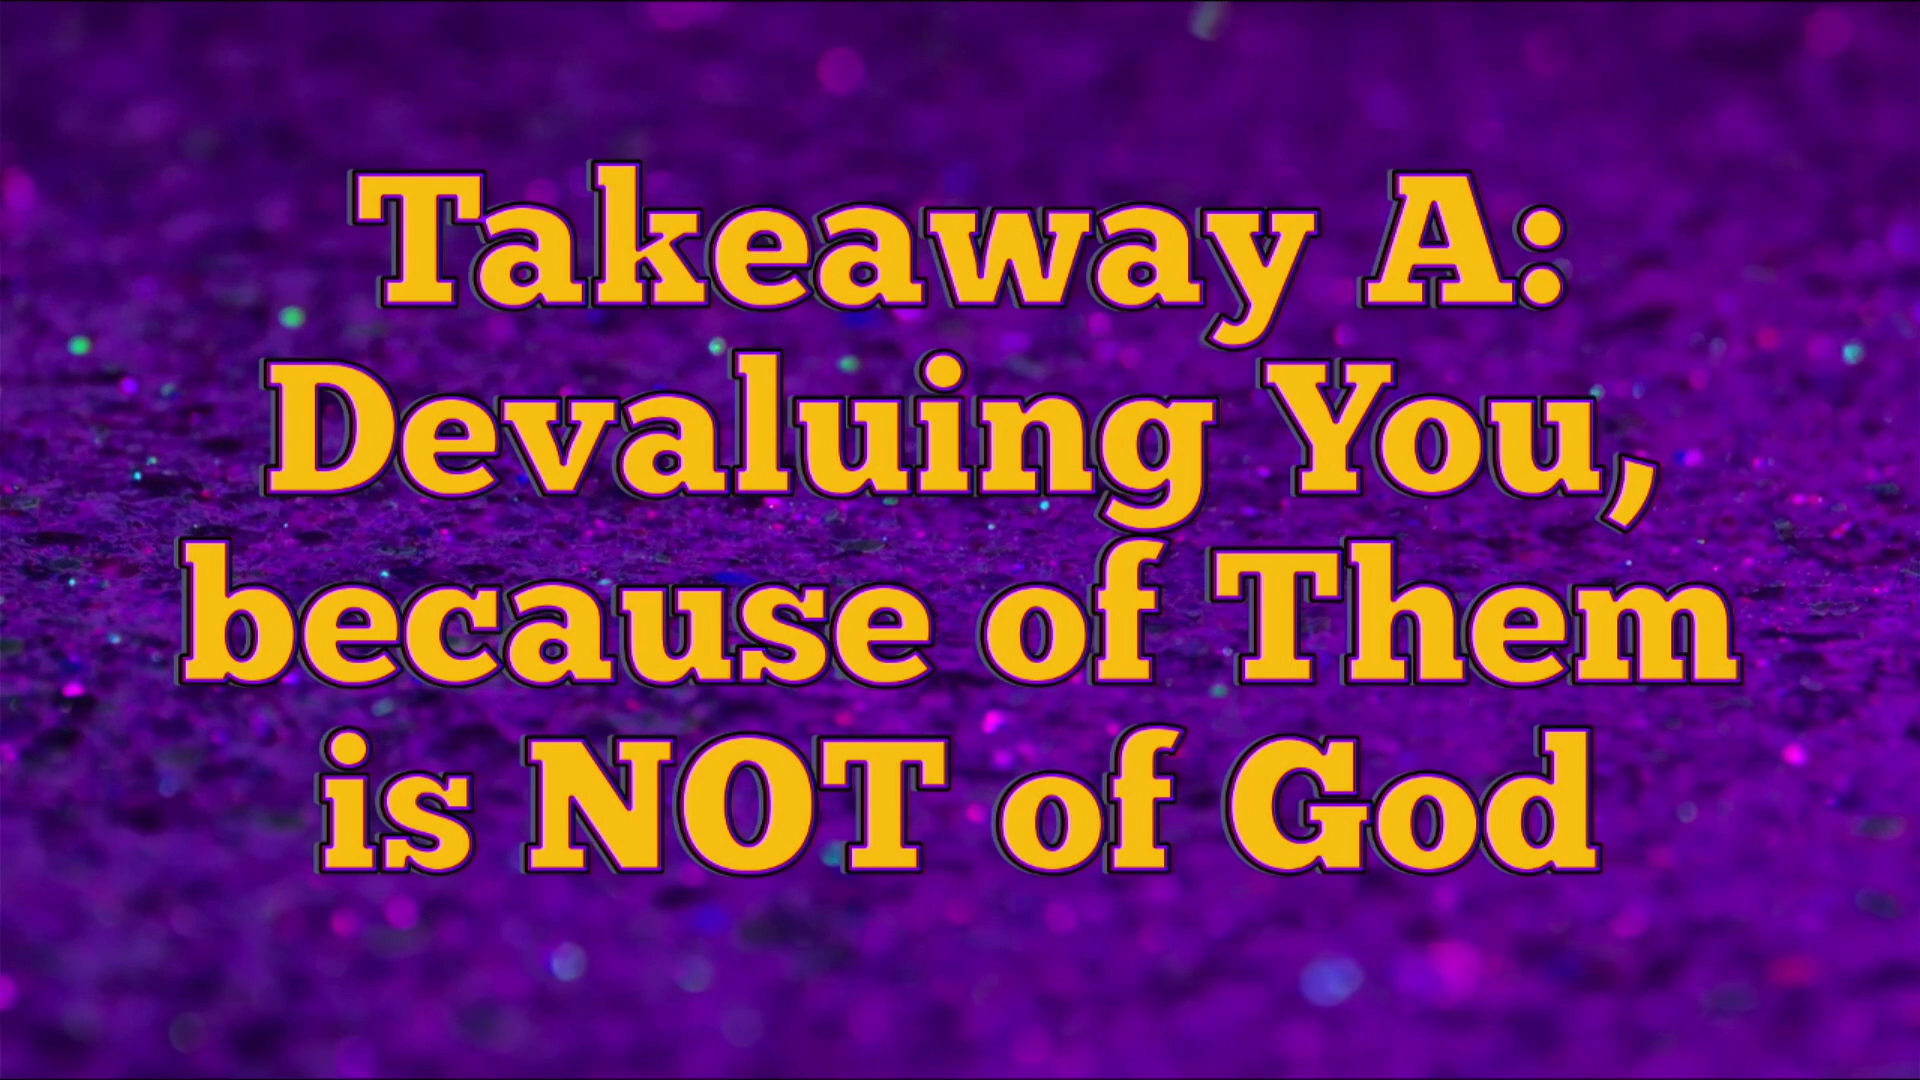 Takeaway A:
Devaluing You,
because of Them
is NOT of God